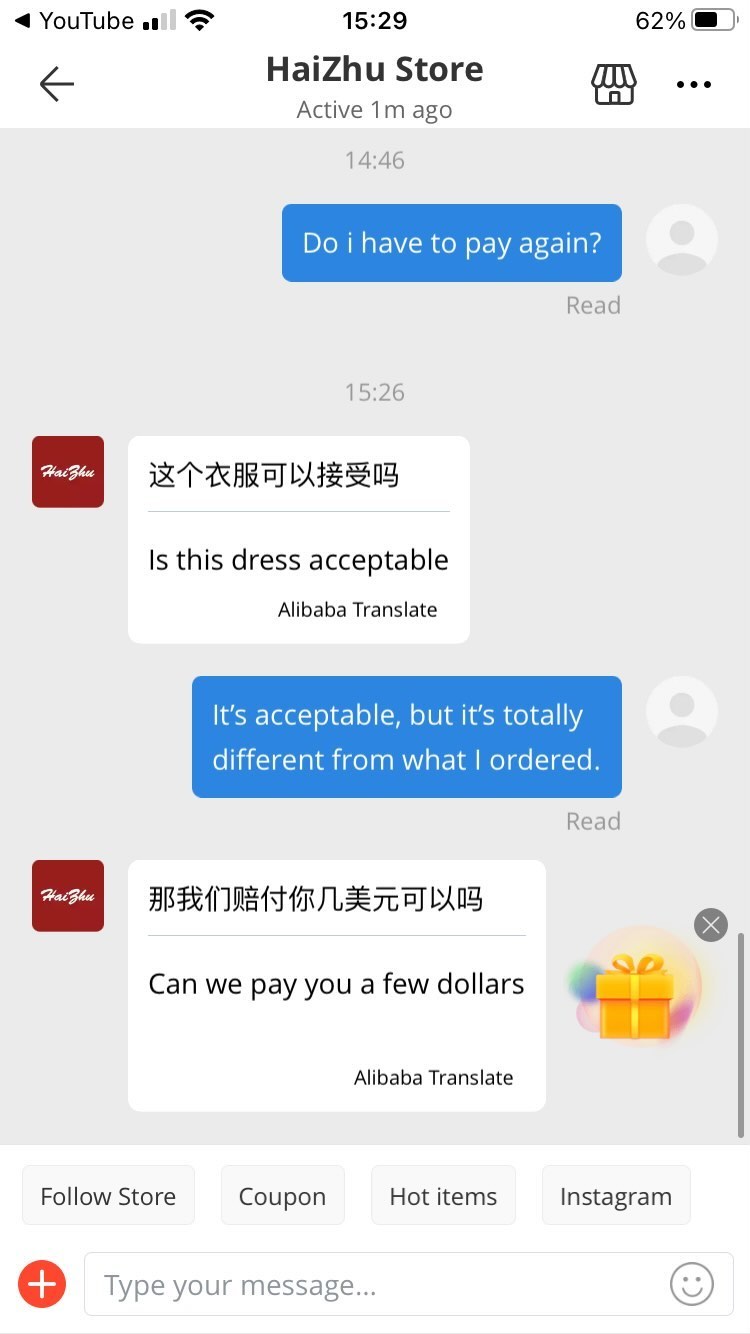 ◀ YouTube 15:29 62%
HaiZhu Store
Active 1m ago
14:46
Do i have to pay again?
Read
15:26
HaiZhu
这个衣服可以接受吗
Is this dress acceptable
Alibaba Translate
It's acceptable, but it's totally
different from what I ordered.
Read
HaiZhu
那我们赔付你几美元可以吗
Can we pay you a few dollars
Alibaba Translate
Follow Store Coupon Hot items Instagram
Type your message...